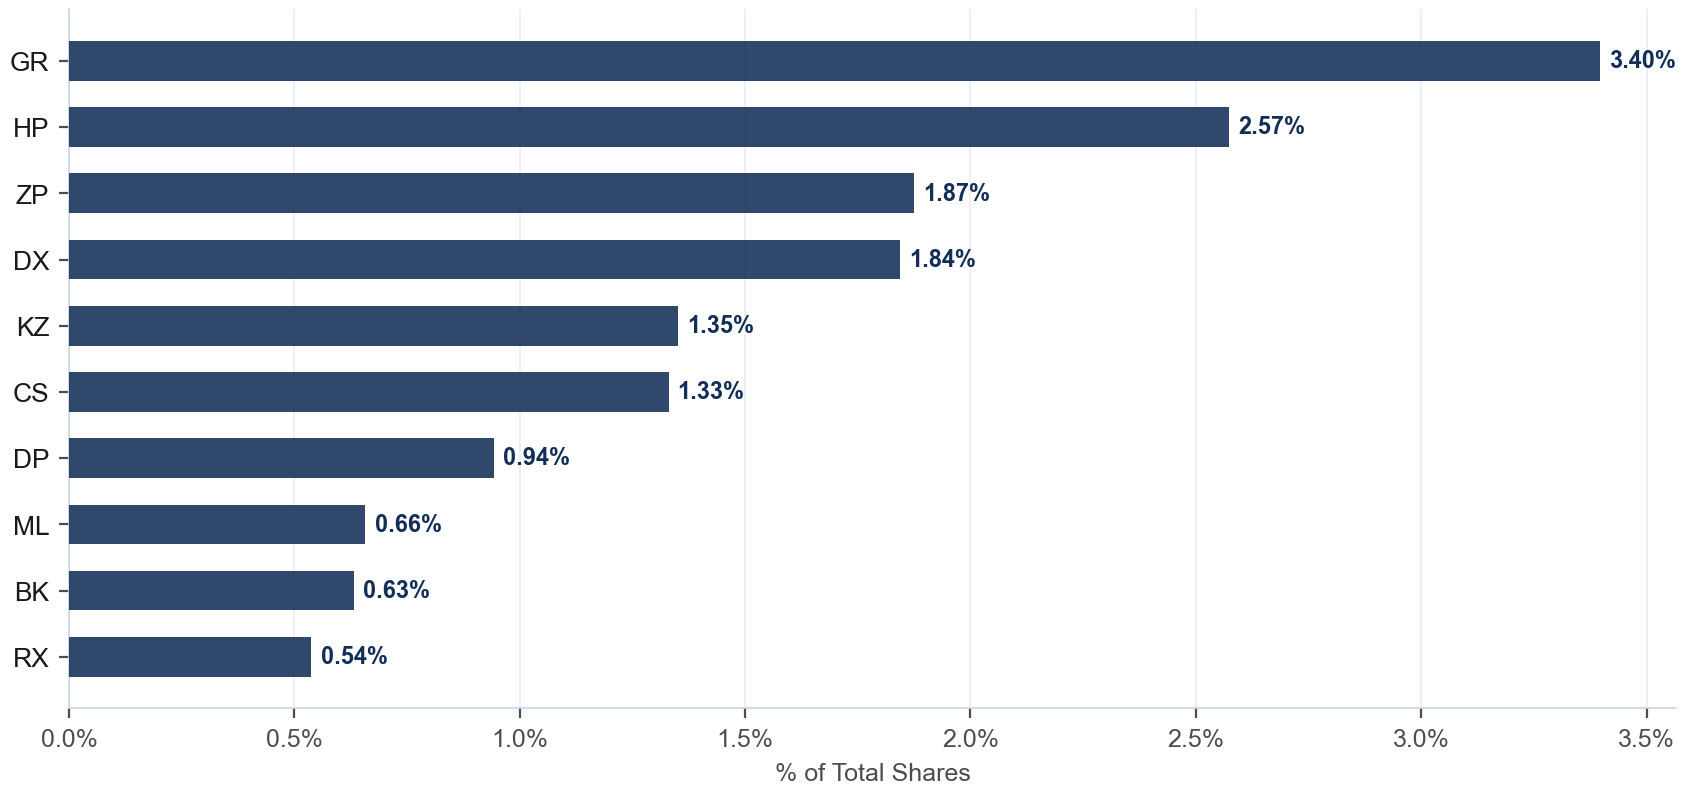 GR 3.40%
HP 2.57%
ZP 1.87%
DX 1.84%
KZ 1.35%
CS 1.33%
DP 0.94%
ML 0.66%
BK 0.63%
RX 0.54%
0.0% 0.5% 1.0% 1.5% 2.0% 2.5% 3.0% 3.5%
% of Total Shares